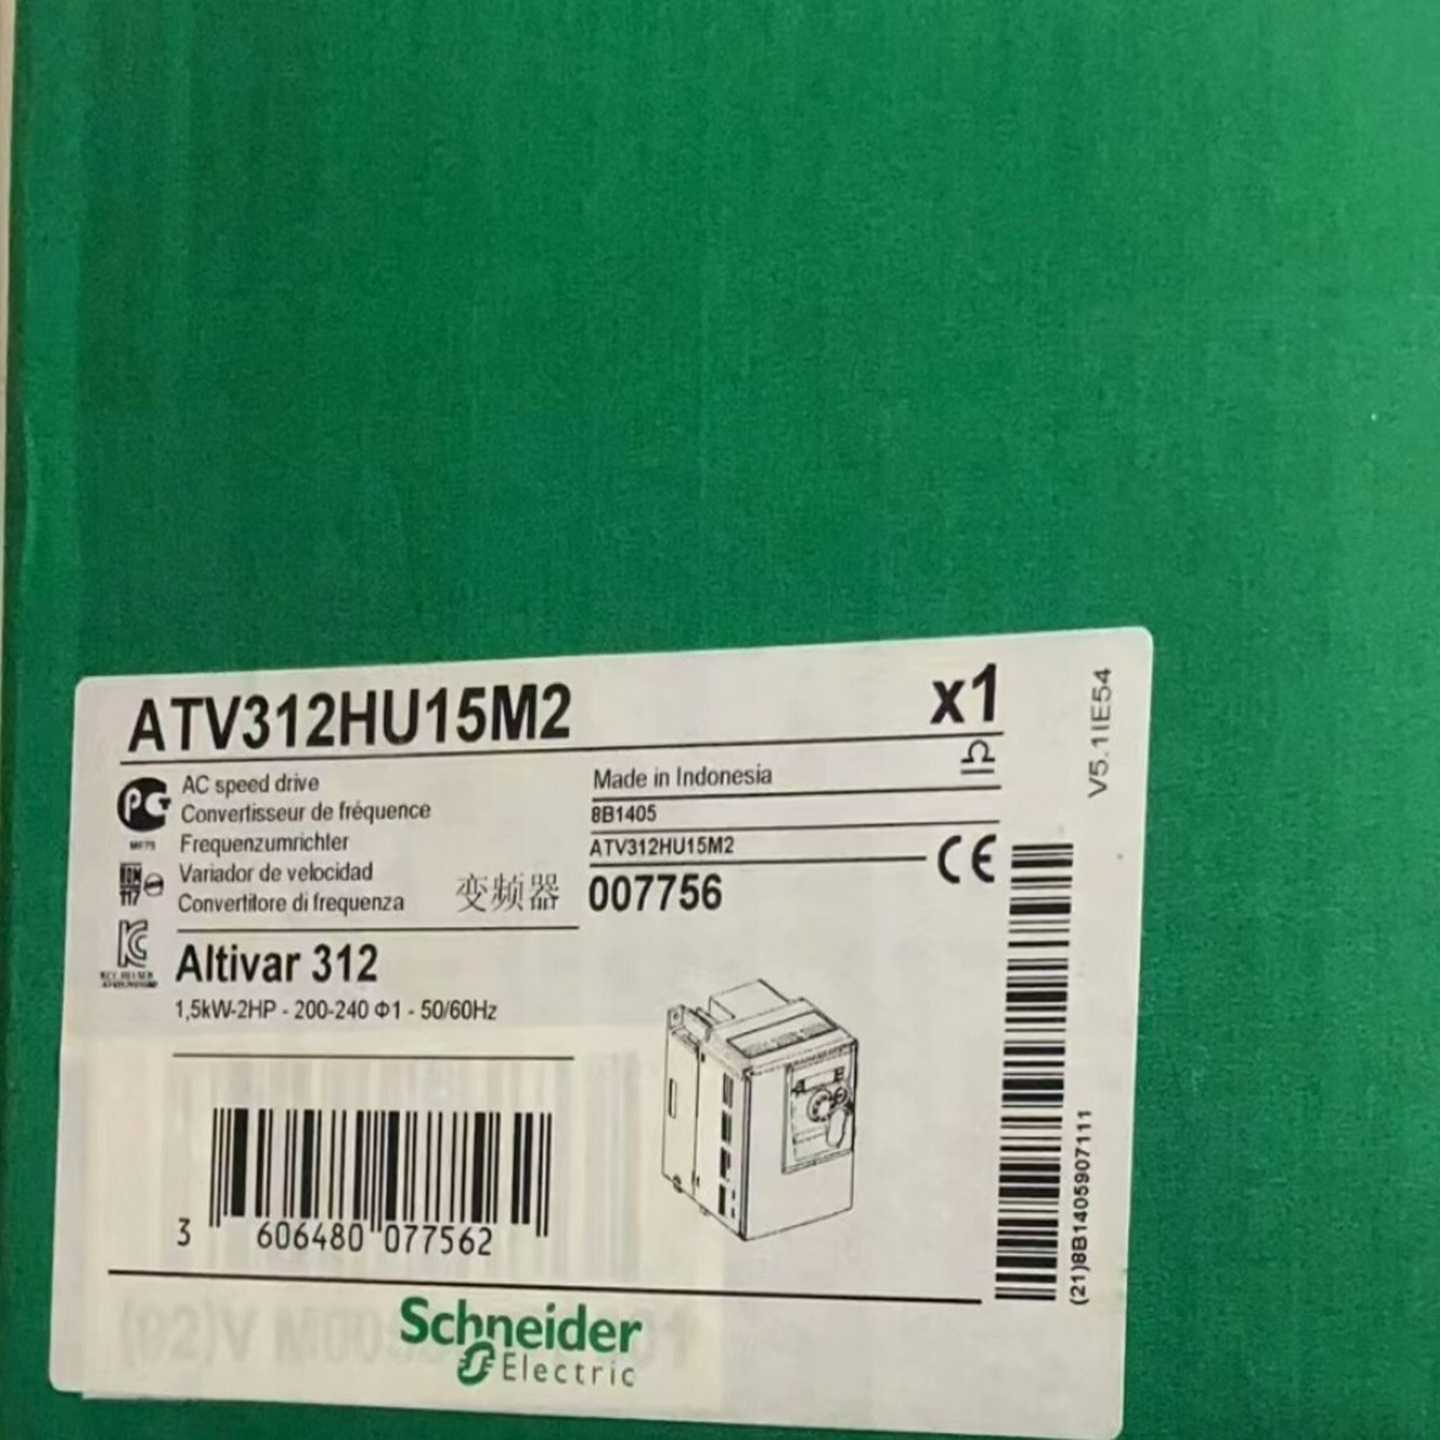 ATV312HU15M2 x1
V5.1IE54
AC speed drive
Convertisseur de fréquence
Frequenzumrichter
Variador de velocidad
Convertitore di frequenza
变频器
Made in Indonesia
8B1405
ATV312HU15M2
007756
CE
Altivar 312
1,5kW-2HP - 200-240 Φ1 - 50/60Hz
3 606480 077562
(21)8B1405907111
Schneider
Electric